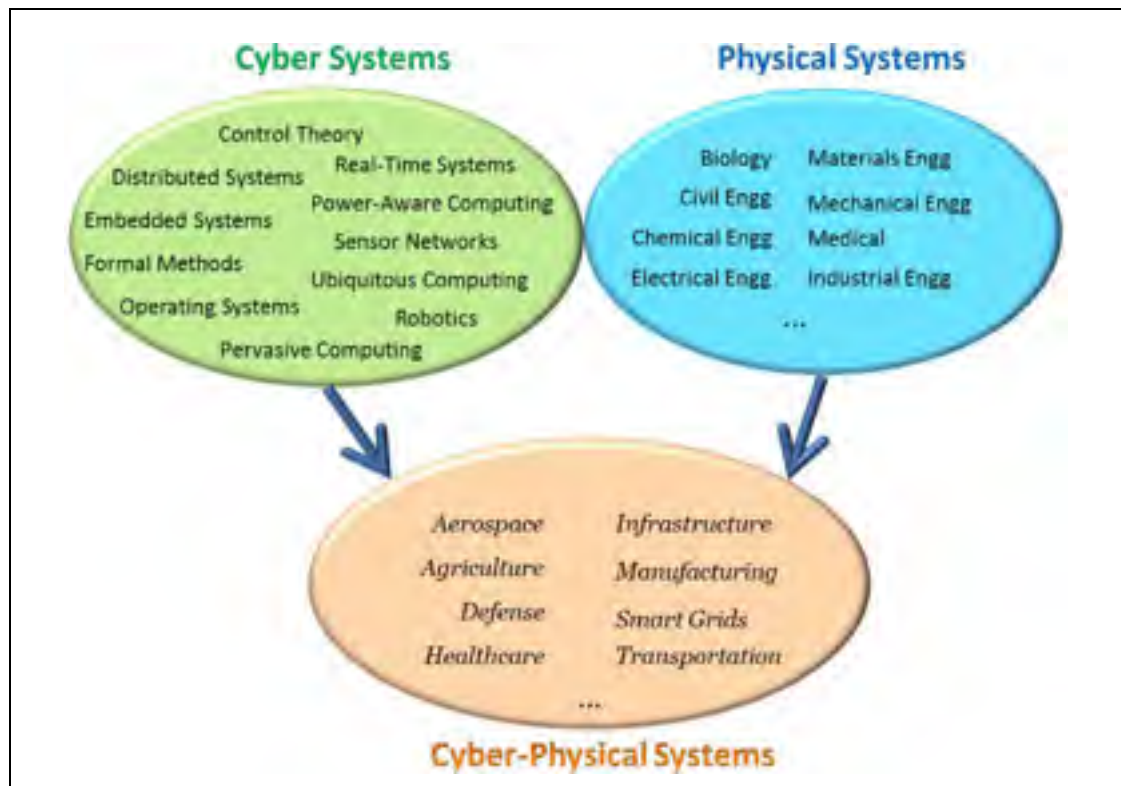 Cyber Systems
Physical Systems
Control Theory
Real-Time Systems
Distributed Systems
Power-Aware Computing
Embedded Systems
Sensor Networks
Formal Methods
Ubiquitous Computing
Operating Systems
Robotics
Pervasive Computing
Biology
Materials Engg
Civil Engg
Mechanical Engg
Chemical Engg
Medical
Electrical Engg
Industrial Engg
...
Aerospace
Infrastructure
Agriculture
Manufacturing
Defense
Smart Grids
Healthcare
Transportation
...
Cyber-Physical Systems